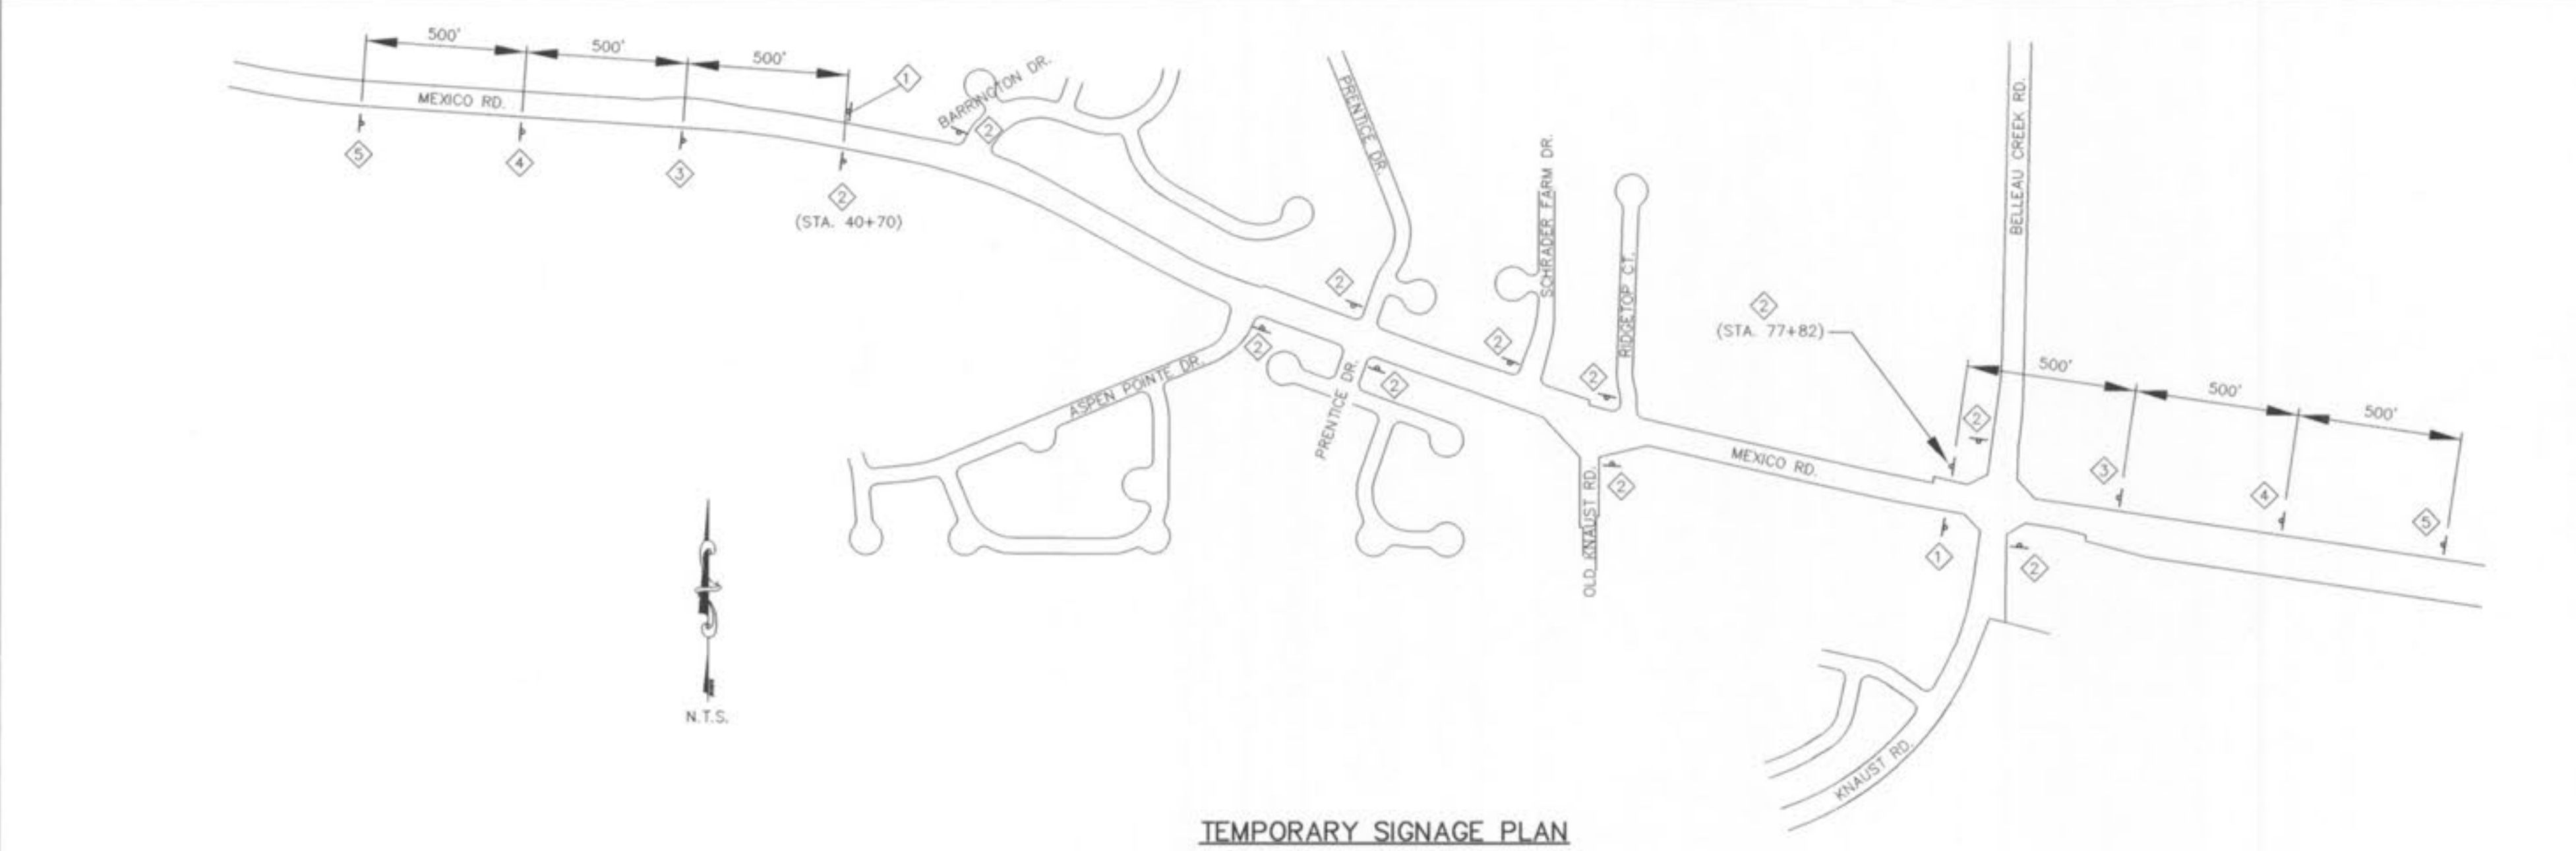 500'
500'
500'
1
BARRINGTON DR.
MEXICO RD.
2
5
4
3
2
(STA. 40+70)
PRENTICE DR.
SCHRADER FARM DR.
RIDGETOP CT.
BELLEAU CREEK RD.
2
2
2
2
(STA. 77+82)
2
500'
500'
500'
2
ASPEN POINTE DR.
PRENTICE DR.
2
OLD KNAUST RD.
2
MEXICO RD.
3
4
5
1
2
KNAUST RD.
N.T.S.
TEMPORARY SIGNAGE PLAN